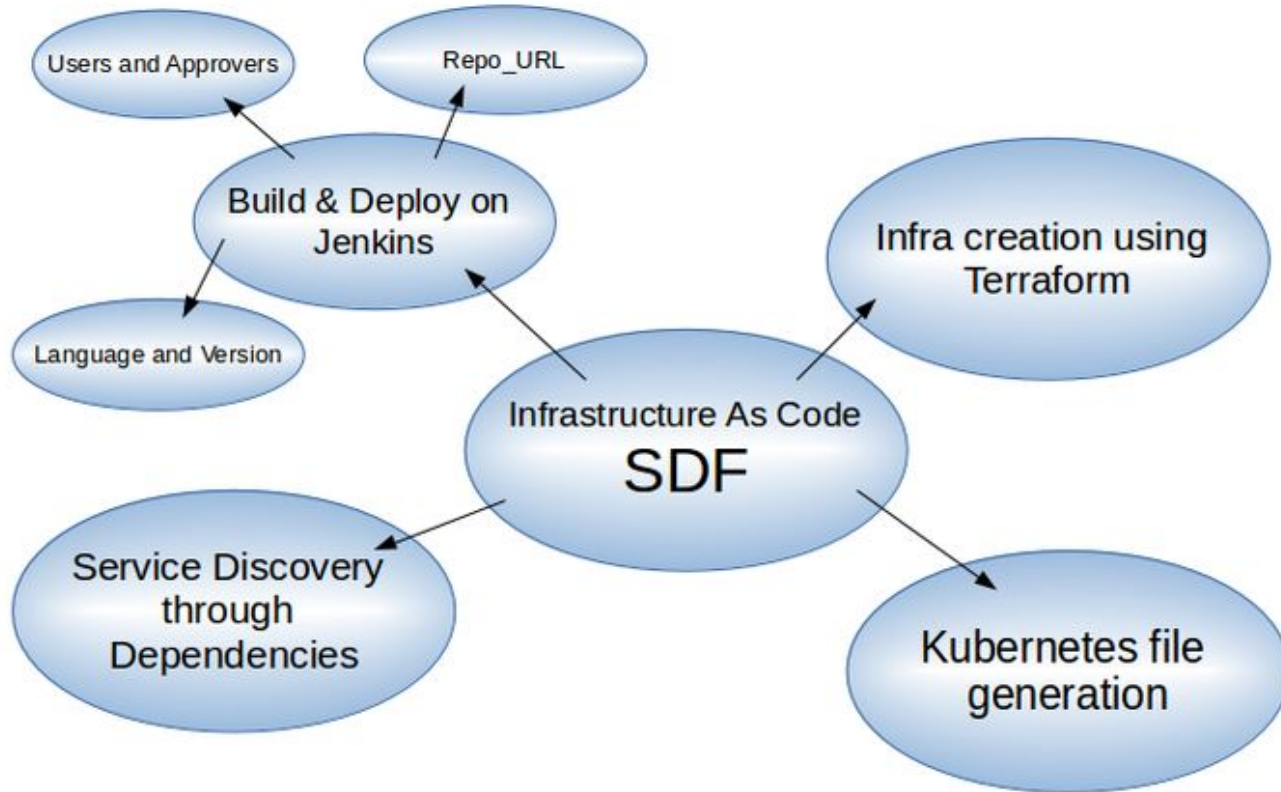 Users and Approvers
Repo_URL
Build & Deploy on
Jenkins
Language and Version
Infra creation using
Terraform
Infrastructure As Code
SDF
Service Discovery
through
Dependencies
Kubernetes file
generation